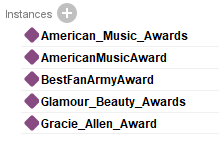 Instances
American_Music_Awards
AmericanMusicAward
BestFanArmyAward
Glamour_Beauty_Awards
Gracie_Allen_Award